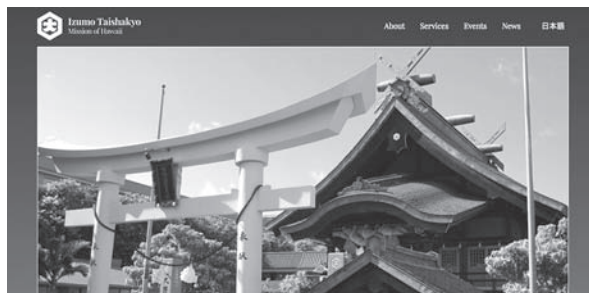 Izumo Taishakyo
Mission of Hawaii
About Services Events News 日本語